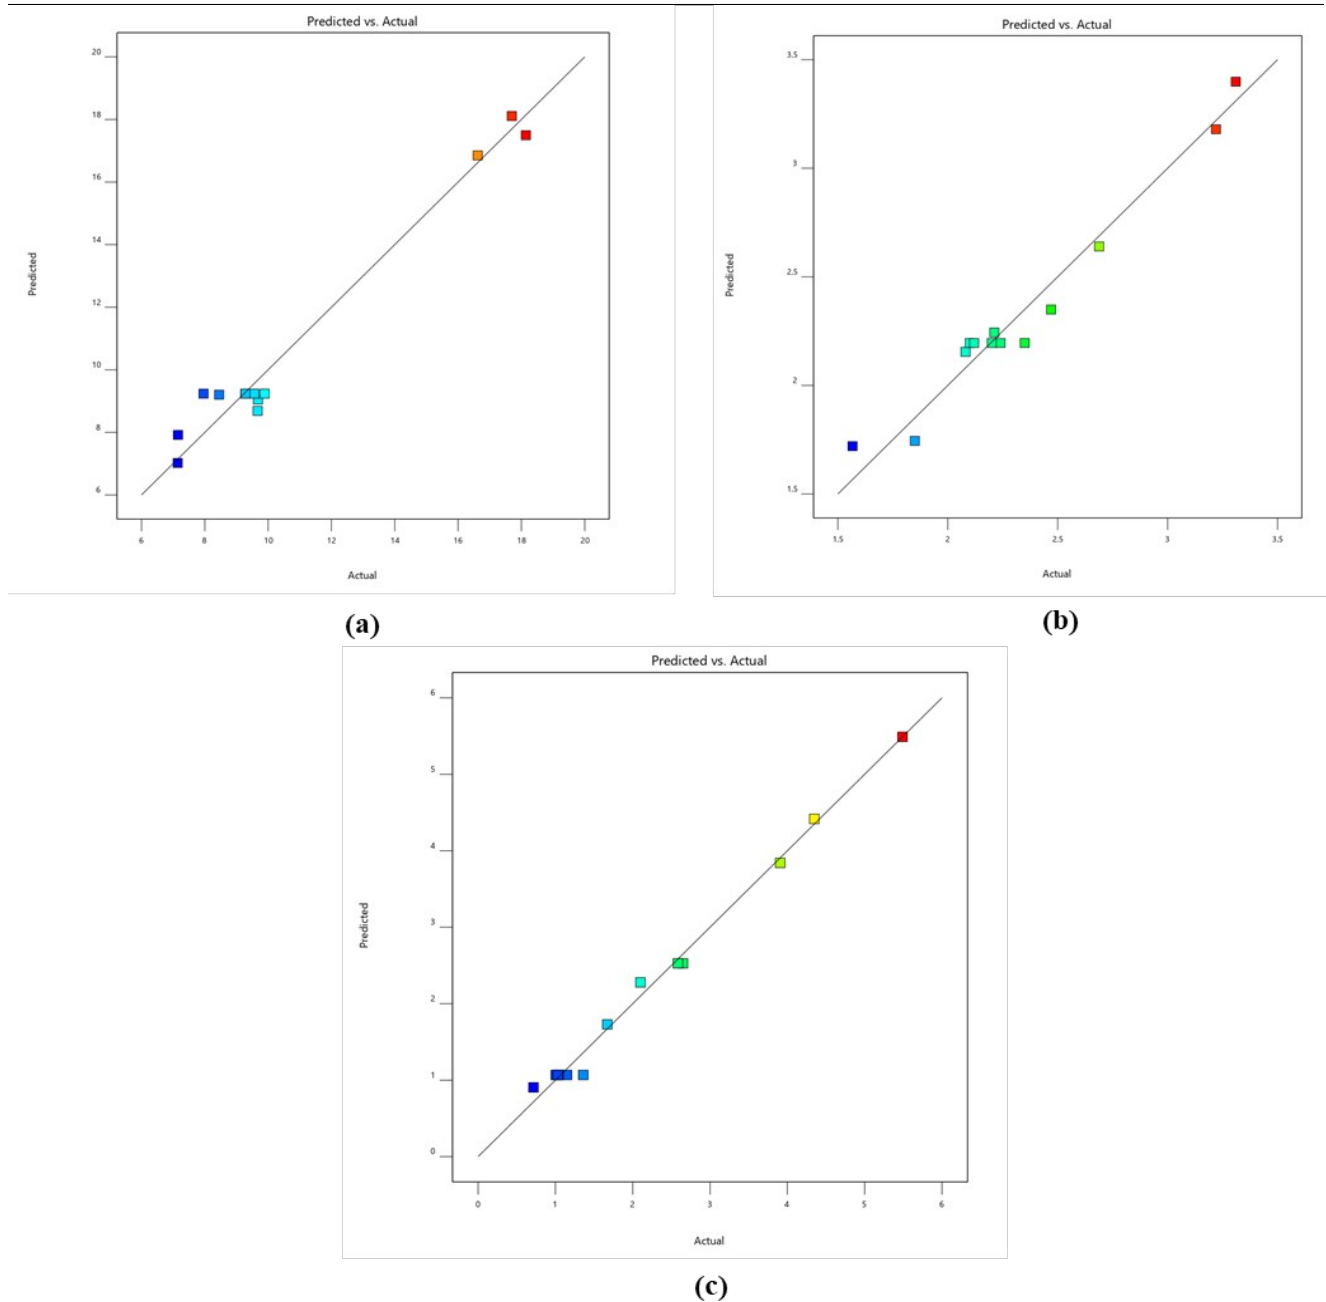 Predicted vs. Actual
20
18
16
14
12
10
8
6
Predicted
6 8 10 12 14 16 18 20
Actual
(a)
Predicted vs. Actual
3.5
3
2.5
2
1.5
Predicted
1.5 2 2.5 3 3.5
Actual
(b)
Predicted vs. Actual
6
5
4
3
2
1
0
Predicted
0 1 2 3 4 5 6
Actual
(c)